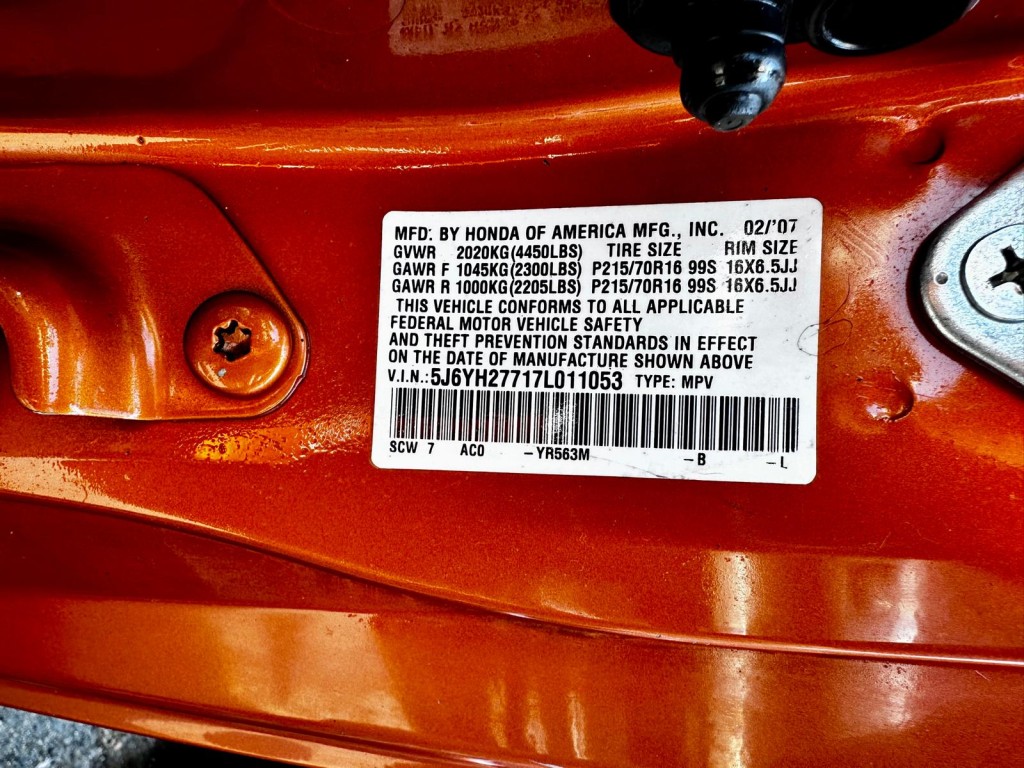 MFD. BY HONDA OF AMERICA MFG., INC. 02/'07
GVWR 2020KG(4450LBS) TIRE SIZE RIM SIZE
GAWR F 1045KG(2300LBS) P215/70R16 99S 16X6.5JJ
GAWR R 1000KG(2205LBS) P215/70R16 99S 16X6.5JJ
THIS VEHICLE CONFORMS TO ALL APPLICABLE
FEDERAL MOTOR VEHICLE SAFETY
AND THEFT PREVENTION STANDARDS IN EFFECT
ON THE DATE OF MANUFACTURE SHOWN ABOVE
V.I.N.:5J6YH27717L011053 TYPE: MPV
SCW 7 AC0 -YR563M -B -L